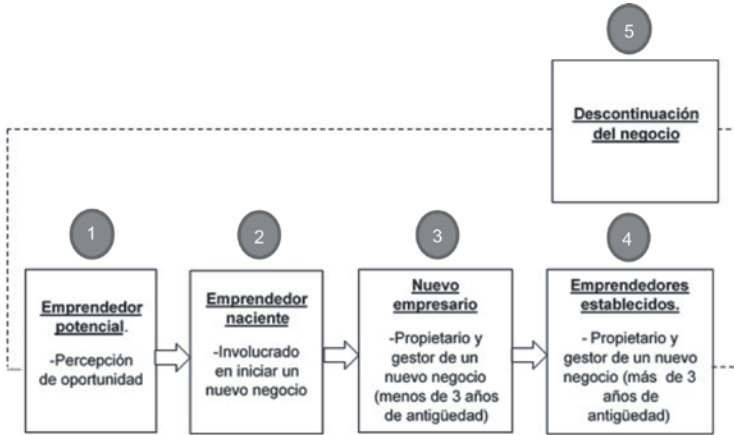 5
Descontinuación
del negocio
1
Emprendedor
potencial.
-Percepción
de oportunidad
2
Emprendedor
naciente
-Involucrado
en iniciar un
nuevo negocio
3
Nuevo
empresario
-Propietario y
gestor de un
nuevo negocio
(menos de 3 años
de antigüedad)
4
Emprendedores
establecidos.
- Propietario y
gestor de un nuevo
negocio (más de 3
años de
antigüedad)